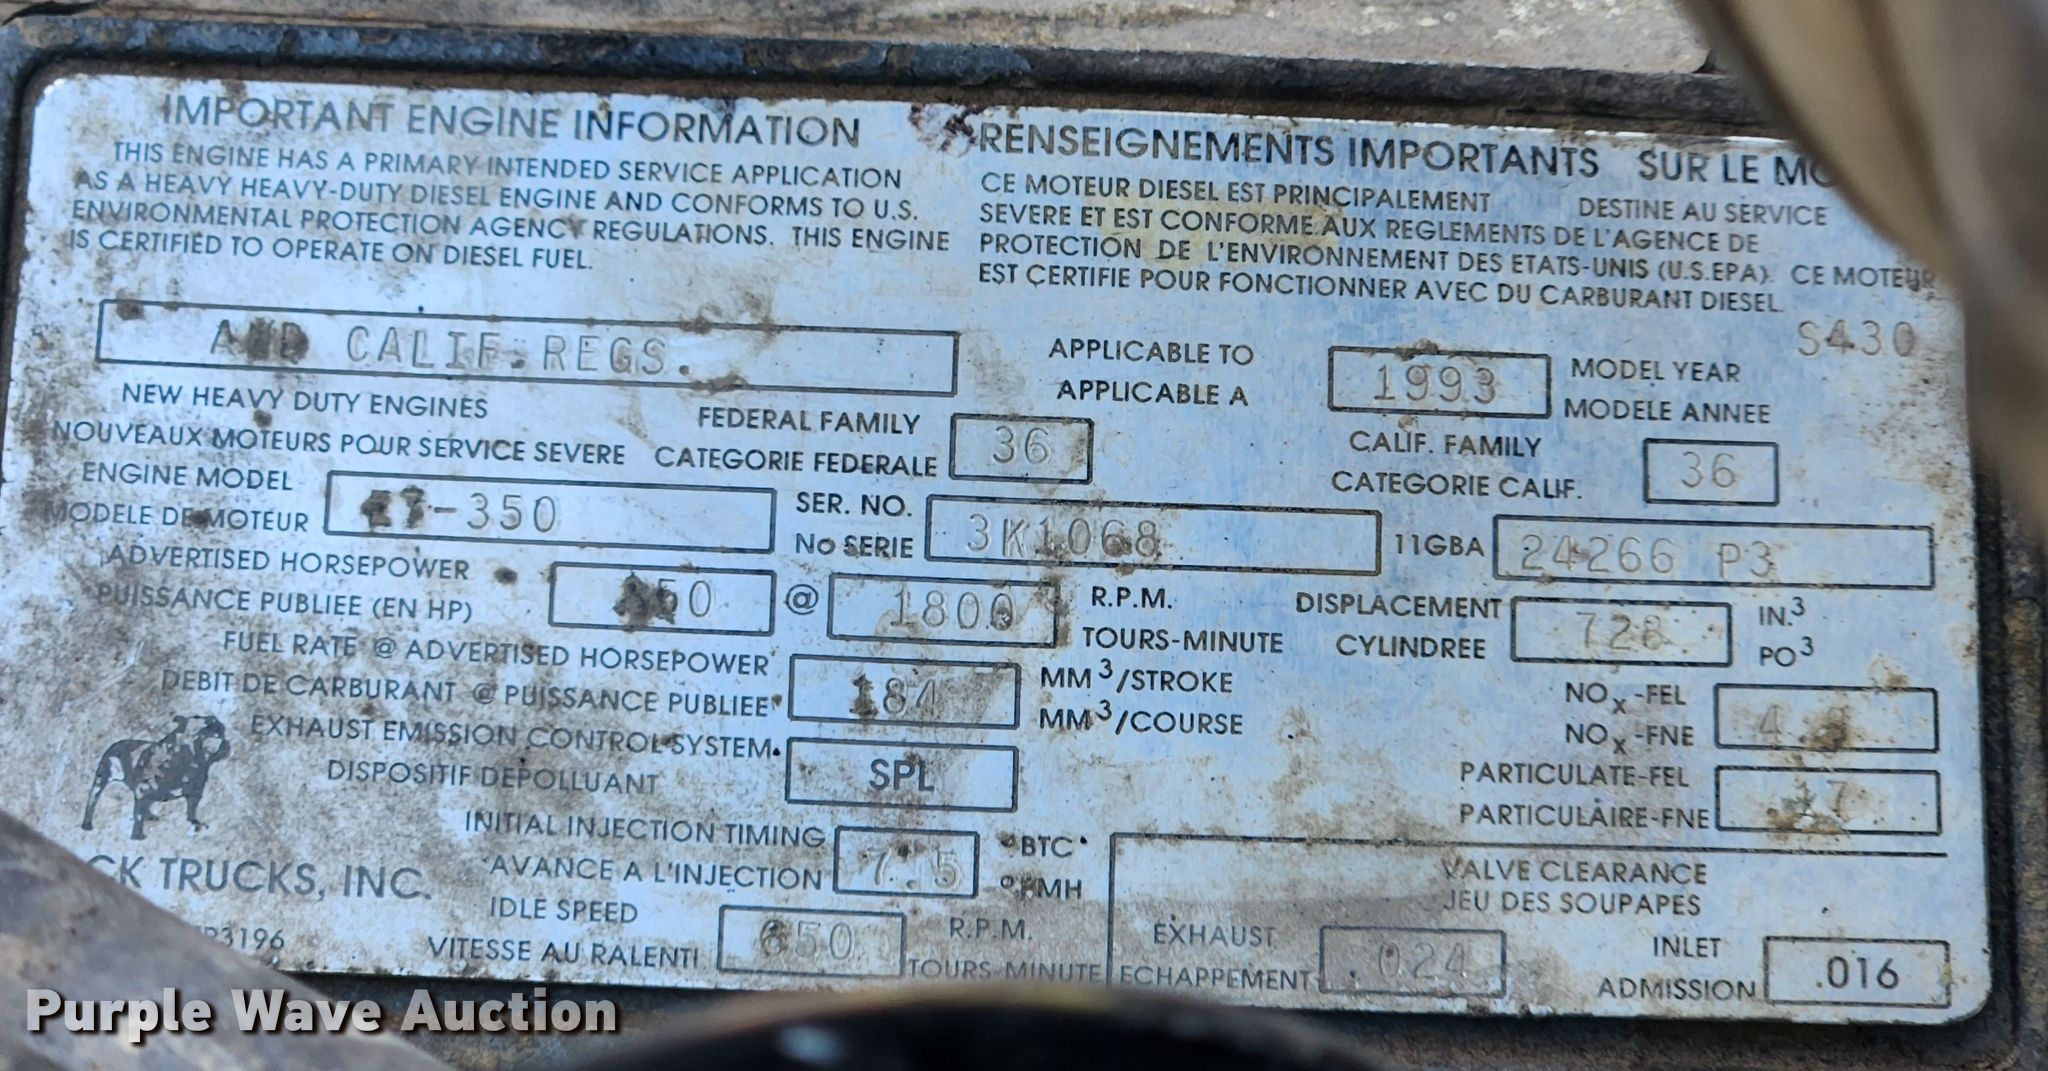 IMPORTANT ENGINE INFORMATION
THIS ENGINE HAS A PRIMARY INTENDED SERVICE APPLICATION
AS A HEAVY HEAVY-DUTY DIESEL ENGINE AND CONFORMS TO U.S.
ENVIRONMENTAL PROTECTION AGENCY REGULATIONS. THIS ENGINE
IS CERTIFIED TO OPERATE ON DIESEL FUEL.
RENSEIGNEMENTS IMPORTANTS SUR LE
CE MOTEUR DIESEL EST PRINCIPALEMENT DESTINE AU SERVICE
SEVERE ET EST CONFORME AUX REGLEMENTS DE L'AGENCE DE
PROTECTION DE L'ENVIRONNEMENT DES ETATS-UNIS (U.S.EPA). CE MOTEUR
EST CERTIFIE POUR FONCTIONNER AVEC DU CARBURANT DIESEL.
S430
AND CALIF. REGS.
APPLICABLE TO
APPLICABLE A
1993
MODEL YEAR
MODELE ANNEE
NEW HEAVY DUTY ENGINES
NOUVEAUX MOTEURS POUR SERVICE SEVERE
FEDERAL FAMILY
CATEGORIE FEDERALE
36
CALIF. FAMILY
CATEGORIE CALIF.
36
ENGINE MODEL
MODELE DE MOTEUR
-350
SER. NO.
No SERIE
3K1068
11GBA
24266 P3
ADVERTISED HORSEPOWER
PUISSANCE PUBLIEE (EN HP)
350
@
1800
R.P.M.
TOURS-MINUTE
DISPLACEMENT
CYLINDREE
728
IN.3
PO3
FUEL RATE @ ADVERTISED HORSEPOWER
DEBIT DE CARBURANT @ PUISSANCE PUBLIEE
184
MM3/STROKE
MM3/COURSE
NOx-FEL
NOx-FNE
EXHAUST EMISSION CONTROL SYSTEM
DISPOSITIF DEPOLLUANT
SPL
PARTICULATE-FEL
PARTICULAIRE-FNE
.17
INITIAL INJECTION TIMING
AVANCE A L'INJECTION
7.5
°BTC
°PMH
CK TRUCKS, INC.
3196
IDLE SPEED
VITESSE AU RALENTI
650
R.P.M.
TOURS-MINUTE
VALVE CLEARANCE
JEU DES SOUPAPES
EXHAUST
ECHAPPEMENT
.024
INLET
ADMISSION
.016
Purple Wave Auction